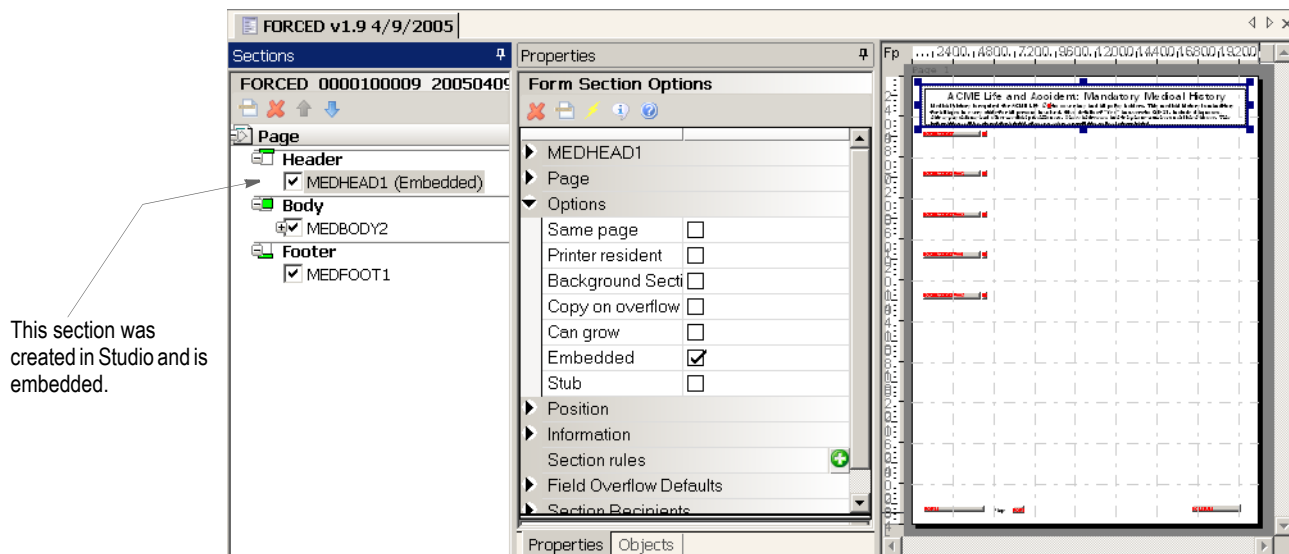 FORCED v1.9 4/9/2005
Sections
FORCED 0000100009 20050409
Page
Header
MEDHEAD1 (Embedded)
Body
MEDBODY2
Footer
MEDFOOT1
This section was
created in Studio and is
embedded.
Properties
Form Section Options
MEDHEAD1
Page
Options
Same page
Printer resident
Background Secti
Copy on overflow
Can grow
Embedded
Stub
Position
Information
Section rules
Field Overflow Defaults
Section Recipients
Properties Objects
Fp ...,2400,4800,7200,9600,12000,14400,16800,19200
Page 1
ACME Life and Accident: Mandatory Medical History